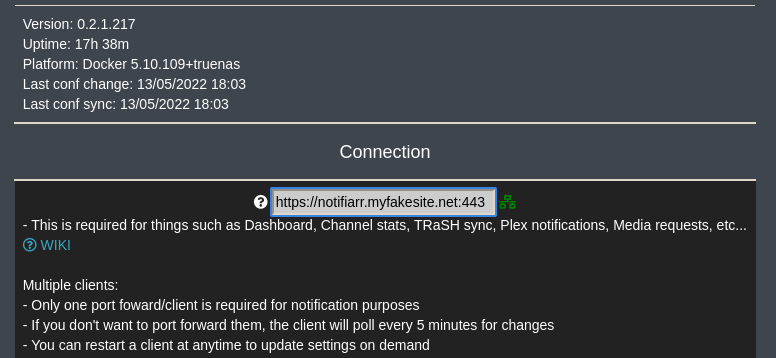 Version: 0.2.1.217
Uptime: 17h 38m
Platform: Docker 5.10.109+truenas
Last conf change: 13/05/2022 18:03
Last conf sync: 13/05/2022 18:03
Connection
https://notifiarr.myfakesite.net:443
- This is required for things such as Dashboard, Channel stats, TRaSH sync, Plex notifications, Media requests, etc...
WIKI
Multiple clients:
- Only one port foward/client is required for notification purposes
- If you don't want to port forward them, the client will poll every 5 minutes for changes
- You can restart a client at anytime to update settings on demand